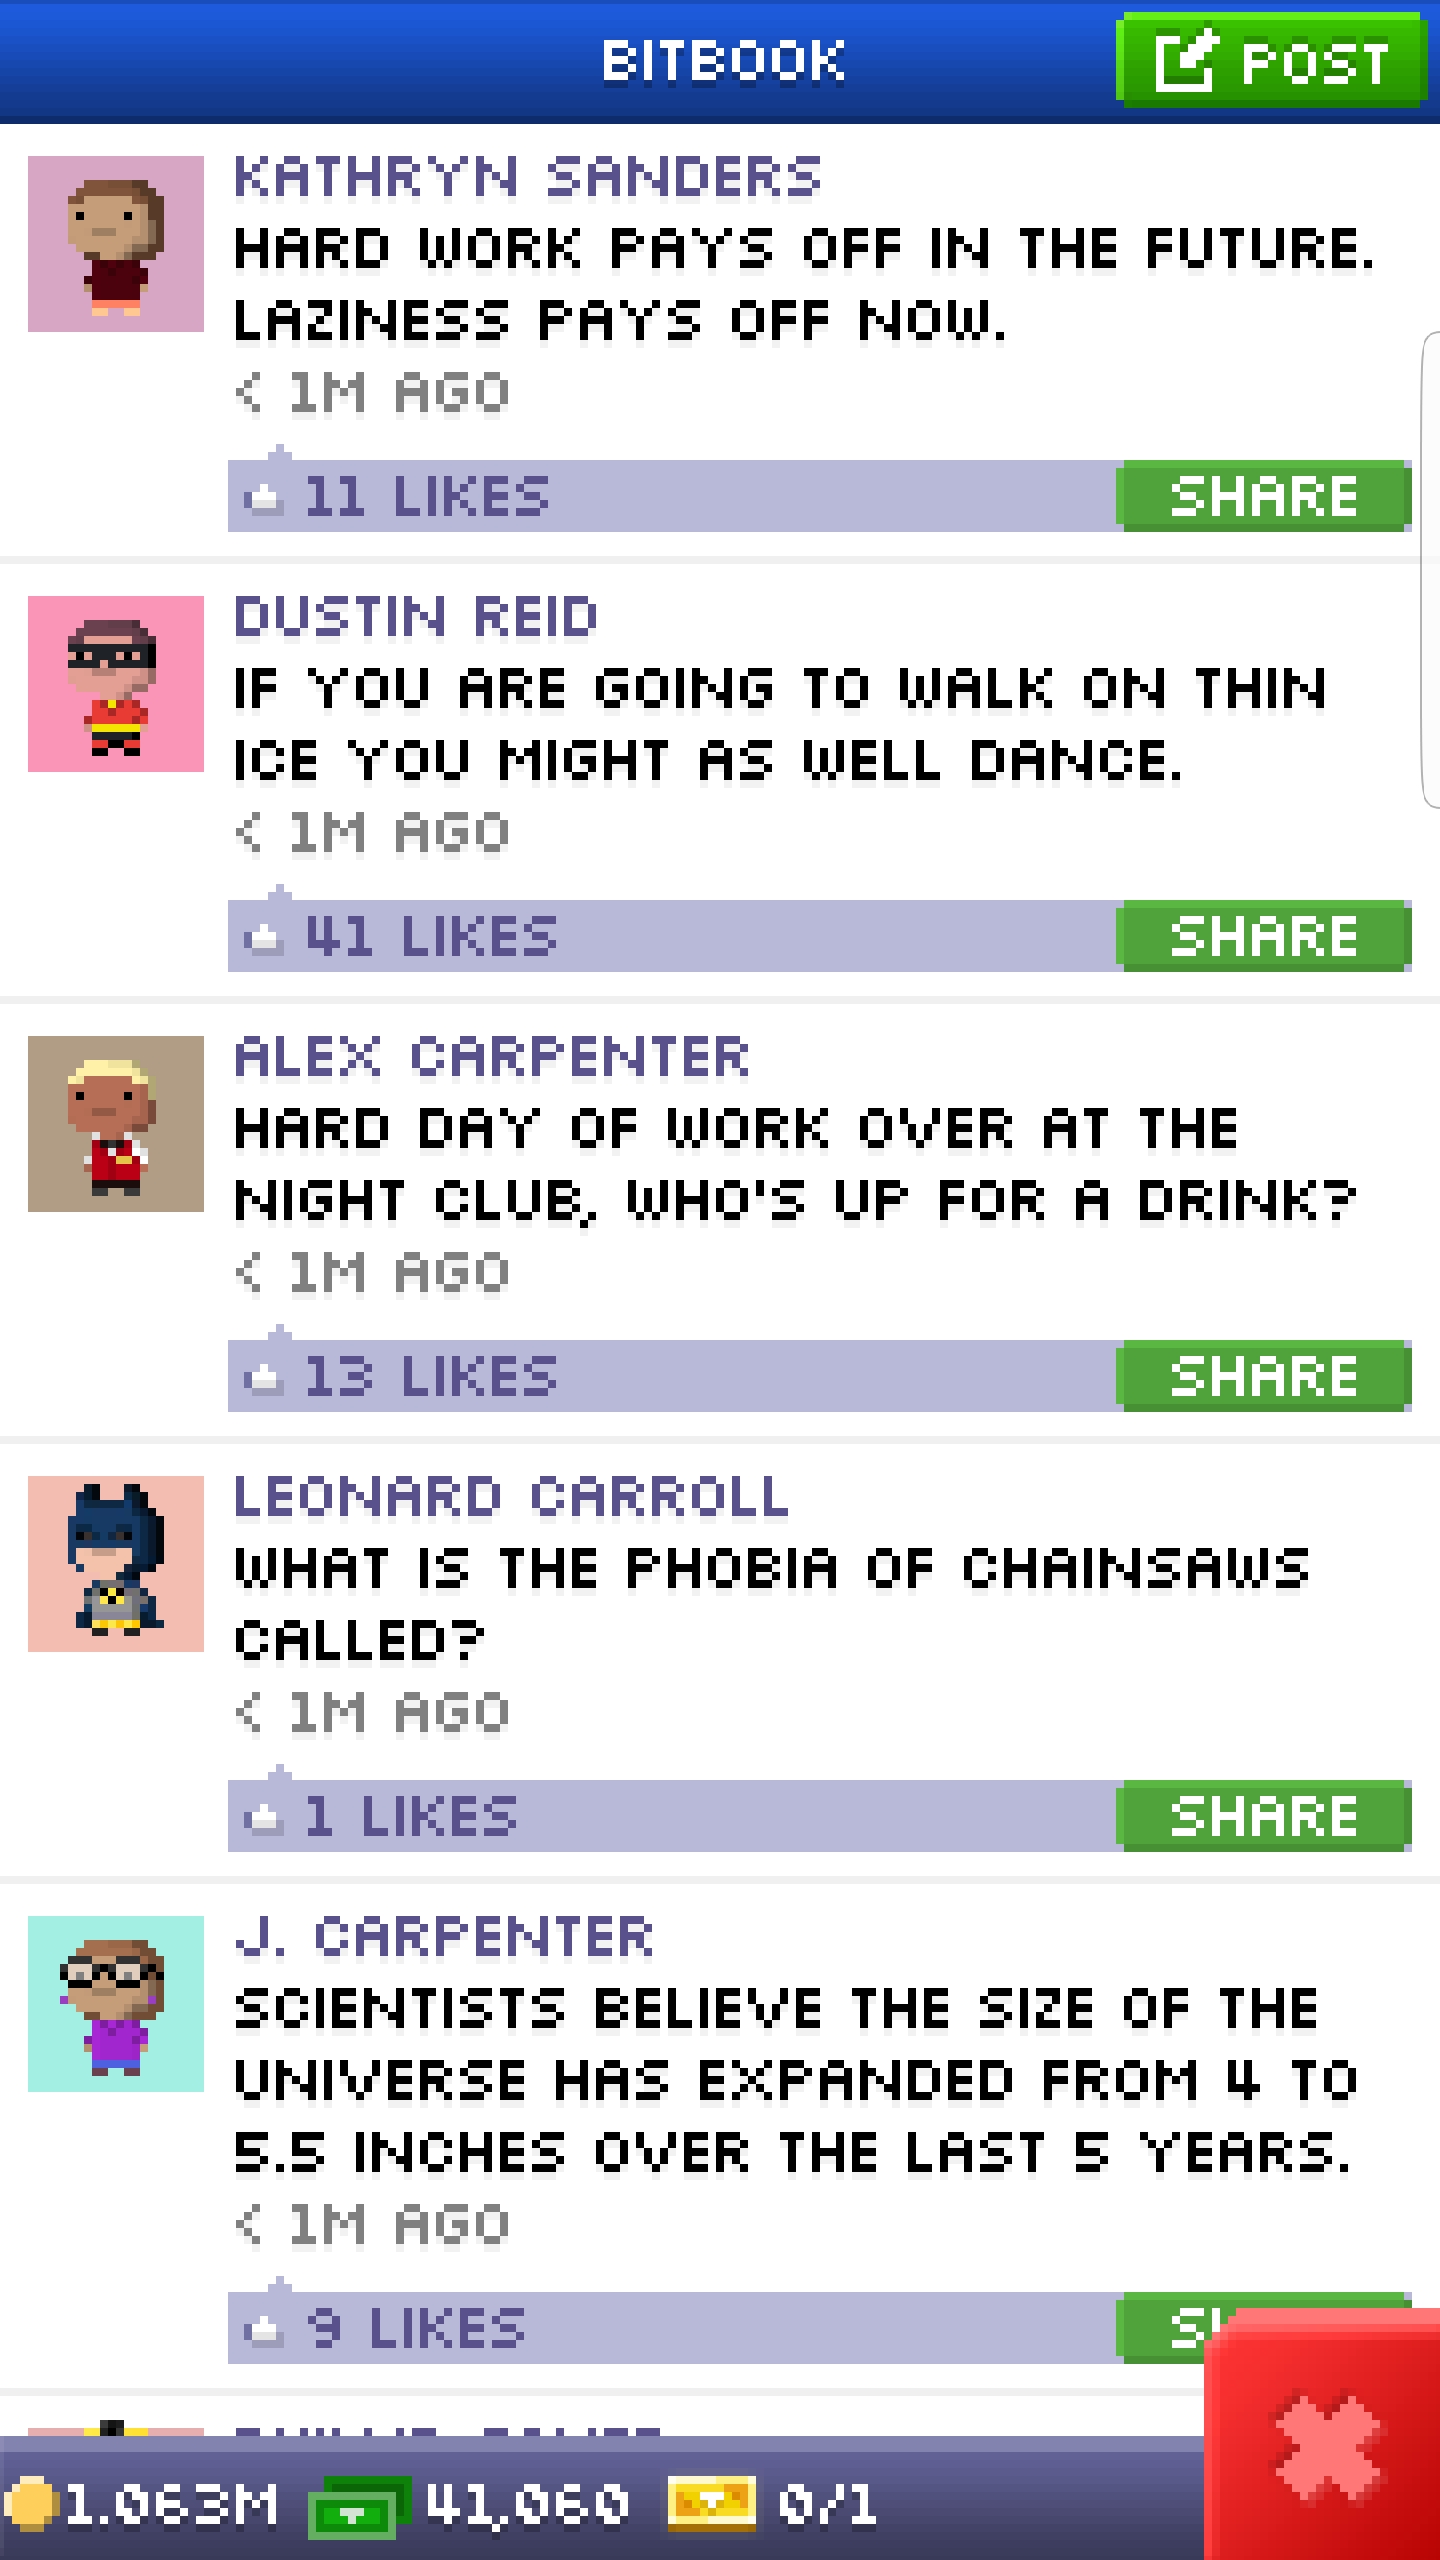 BITBOOK
POST
KATHRYN SANDERS
HARD WORK PAYS OFF IN THE FUTURE.
LAZINESS PAYS OFF NOW.
< 1M AGO
11 LIKES
SHARE
DUSTIN REID
IF YOU ARE GOING TO WALK ON THIN
ICE YOU MIGHT AS WELL DANCE.
< 1M AGO
41 LIKES
SHARE
ALEX CARPENTER
HARD DAY OF WORK OVER AT THE
NIGHT CLUB, WHO'S UP FOR A DRINK?
< 1M AGO
13 LIKES
SHARE
LEONARD CARROLL
WHAT IS THE PHOBIA OF CHAINSAWS
CALLED?
< 1M AGO
1 LIKES
SHARE
J. CARPENTER
SCIENTISTS BELIEVE THE SIZE OF THE
UNIVERSE HAS EXPANDED FROM 4 TO
5.5 INCHES OVER THE LAST 5 YEARS.
< 1M AGO
9 LIKES
1.063M
41,060
0/1